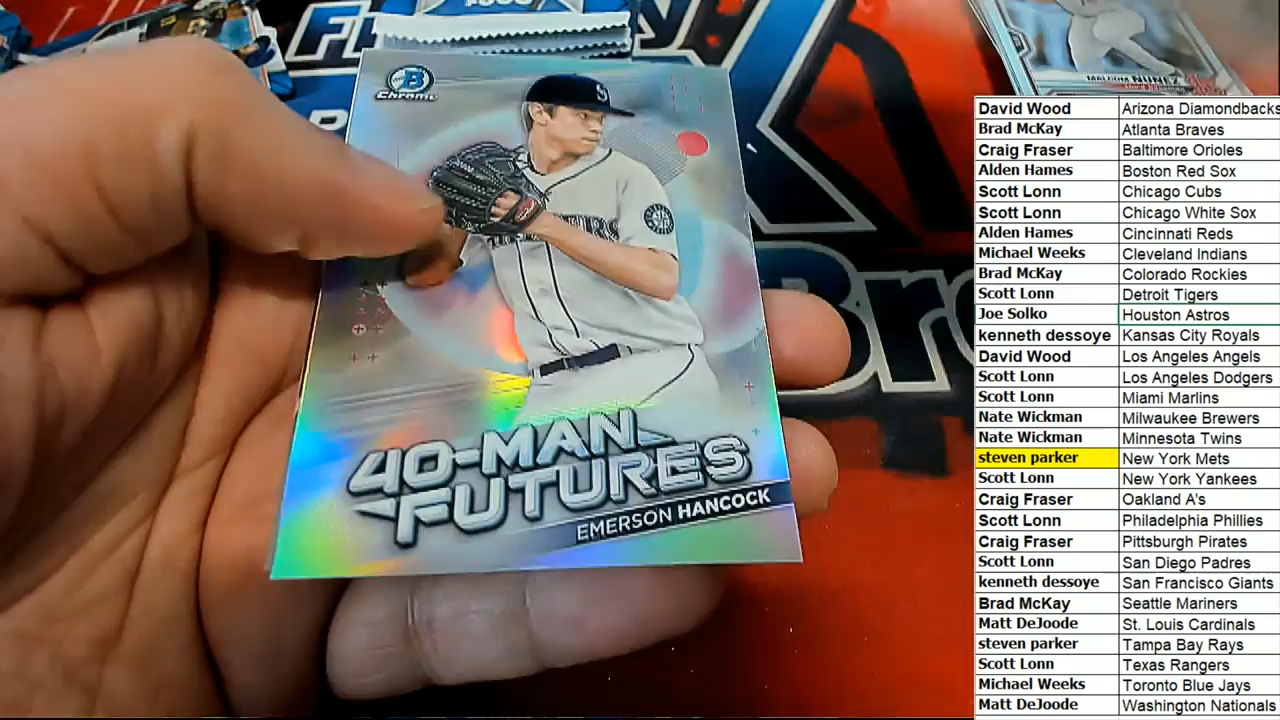 B
Chrome
S
40-MAN
FUTURES
EMERSON HANCOCK
MALCOM NUNEZ
David Wood Arizona Diamondbacks
Brad McKay Atlanta Braves
Craig Fraser Baltimore Orioles
Alden Hames Boston Red Sox
Scott Lonn Chicago Cubs
Scott Lonn Chicago White Sox
Alden Hames Cincinnati Reds
Michael Weeks Cleveland Indians
Brad McKay Colorado Rockies
Scott Lonn Detroit Tigers
Joe Solko Houston Astros
kenneth dessoye Kansas City Royals
David Wood Los Angeles Angels
Scott Lonn Los Angeles Dodgers
Scott Lonn Miami Marlins
Nate Wickman Milwaukee Brewers
Nate Wickman Minnesota Twins
steven parker New York Mets
Scott Lonn New York Yankees
Craig Fraser Oakland A's
Scott Lonn Philadelphia Phillies
Craig Fraser Pittsburgh Pirates
Scott Lonn San Diego Padres
kenneth dessoye San Francisco Giants
Brad McKay Seattle Mariners
Matt DeJoode St. Louis Cardinals
steven parker Tampa Bay Rays
Scott Lonn Texas Rangers
Michael Weeks Toronto Blue Jays
Matt DeJoode Washington Nationals